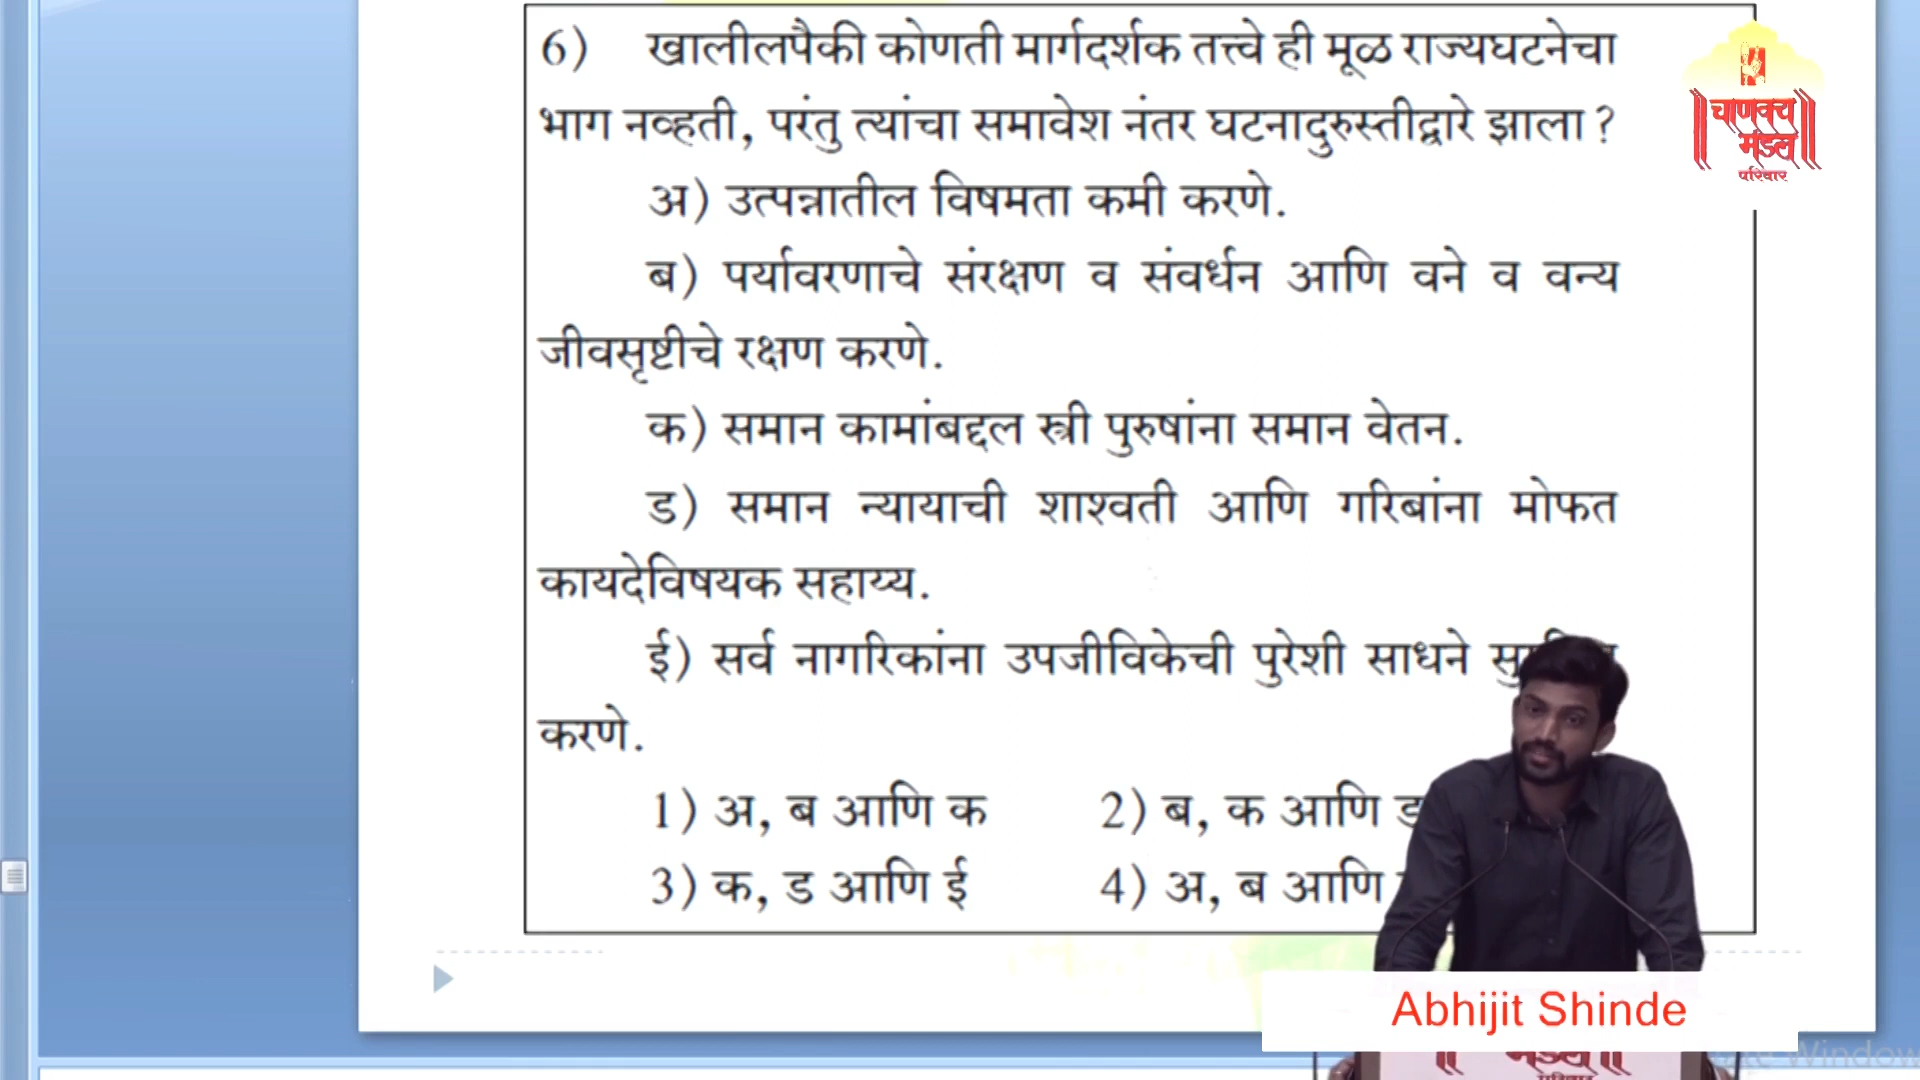 6) खालीलपैकी कोणती मार्गदर्शक तत्त्वे ही मूळ राज्यघटनेचा
भाग नव्हती, परंतु त्यांचा समावेश नंतर घटनादुरुस्तीद्वारे झाला?
अ) उत्पन्नातील विषमता कमी करणे.
ब) पर्यावरणाचे संरक्षण व संवर्धन आणि वने व वन्य
जीवसृष्टीचे रक्षण करणे.
क) समान कामांबद्दल स्त्री पुरुषांना समान वेतन.
ड) समान न्यायाची शाश्वती आणि गरिबांना मोफत
कायदेविषयक सहाय्य.
ई) सर्व नागरिकांना उपजीविकेची पुरेशी साधने
करणे.
1) अ, ब आणि क 2) ब, क आणि ड
3) क, ड आणि ई 4) अ, ब आणि
चाणक्य
मंडल
परिवार
Abhijit Shinde
मंडल
परिवार
Windows